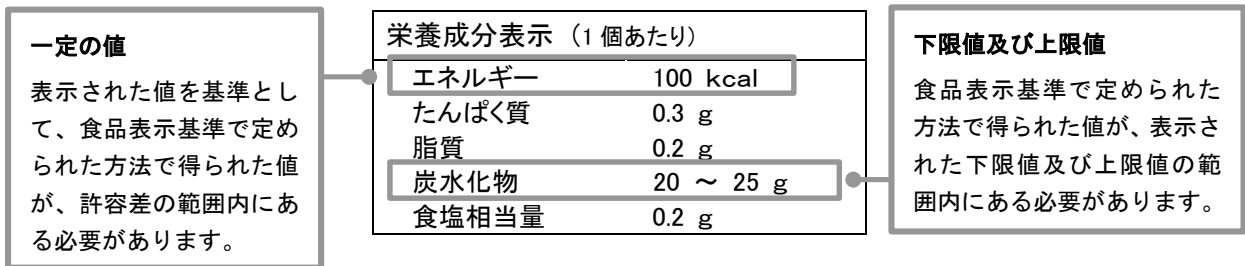 一定の値
表示された値を基準とし
て、食品表示基準で定め
られた方法で得られた値
が、許容差の範囲内にあ
る必要があります。
栄養成分表示（1個あたり）
エネルギー 100 kcal
たんぱく質 0.3 g
脂質 0.2 g
炭水化物 20 ～ 25 g
食塩相当量 0.2 g
下限値及び上限値
食品表示基準で定められた
方法で得られた値が、表示さ
れた下限値及び上限値の範
囲内にある必要があります。